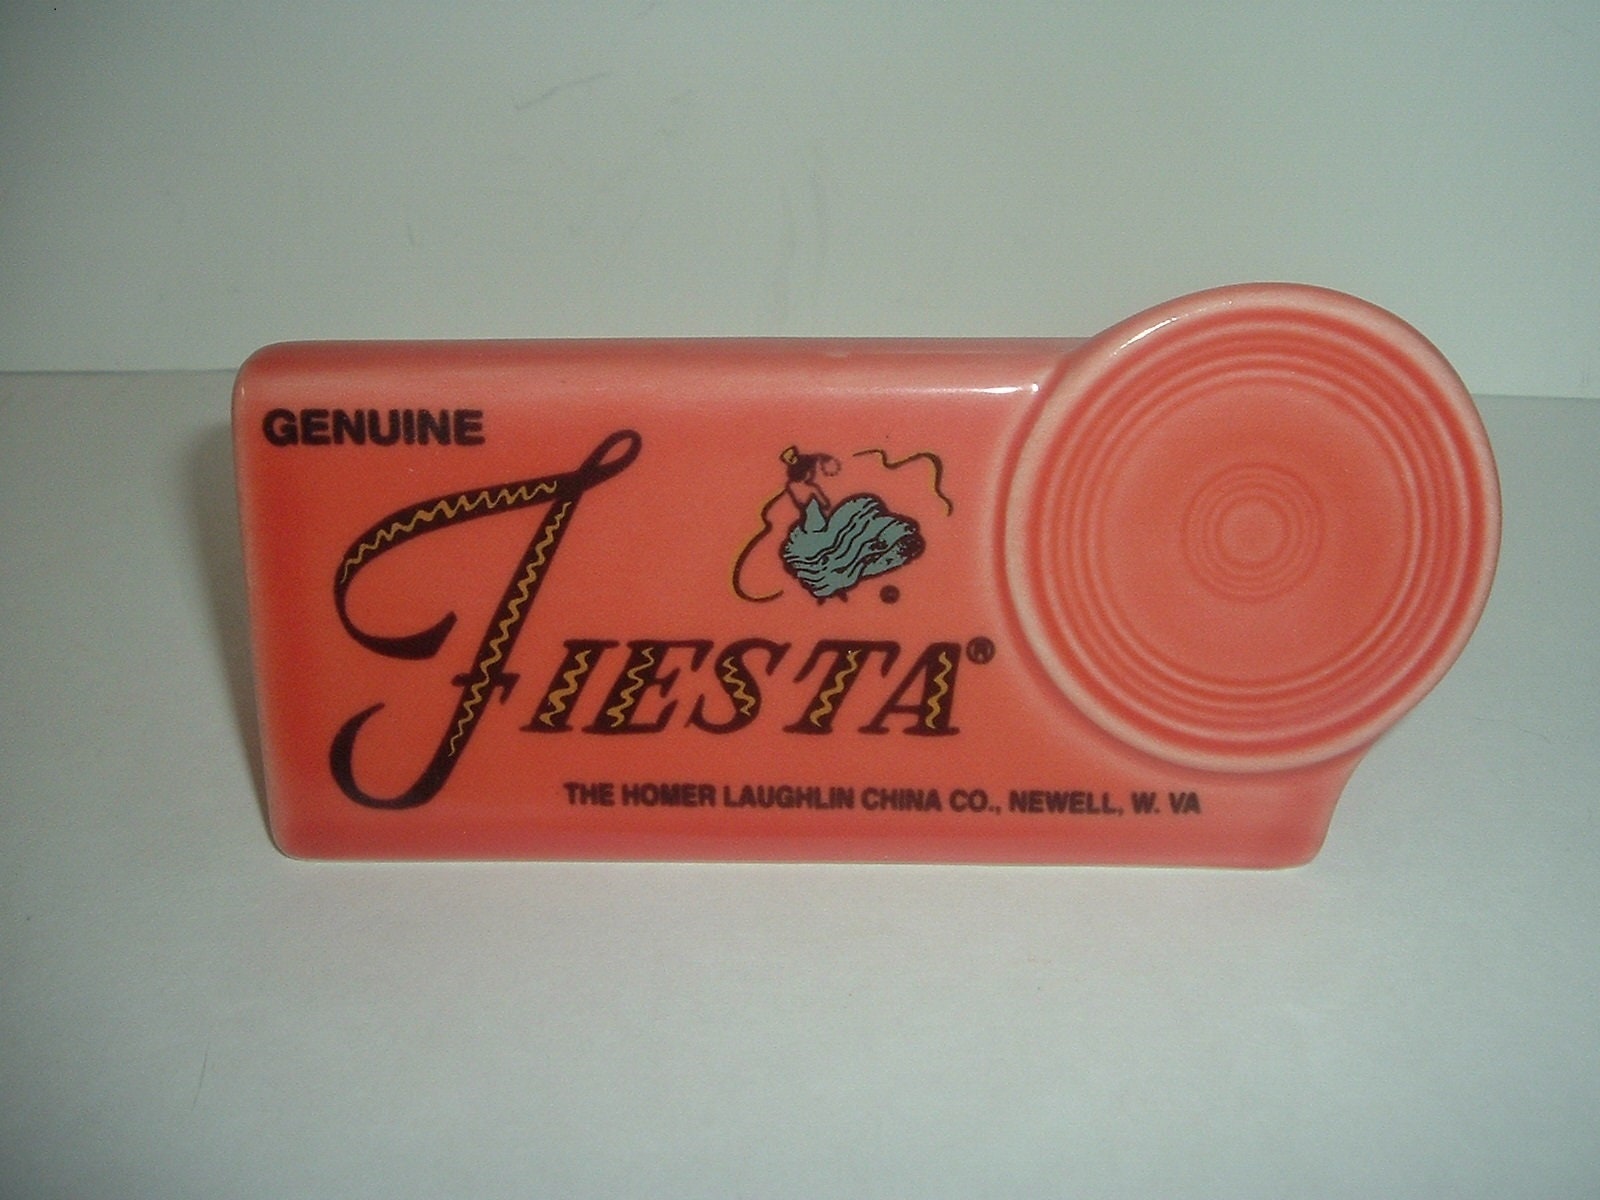 GENUINE
FIESTA®
THE HOMER LAUGHLIN CHINA CO., NEWELL, W. VA